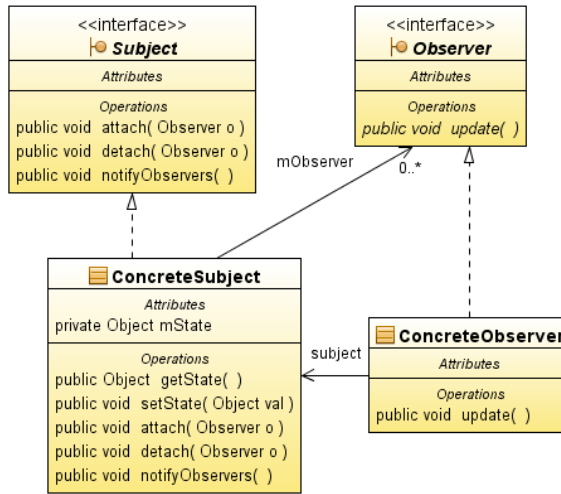 <<interface>>
Subject
Attributes
Operations
public void attach( Observer o )
public void detach( Observer o )
public void notifyObservers( )
<<interface>>
Observer
Attributes
Operations
public void update( )
mObserver
0..*
ConcreteSubject
Attributes
private Object mState
Operations
public Object getState( )
public void setState( Object val )
public void attach( Observer o )
public void detach( Observer o )
public void notifyObservers( )
subject
ConcreteObserver
Attributes
Operations
public void update( )